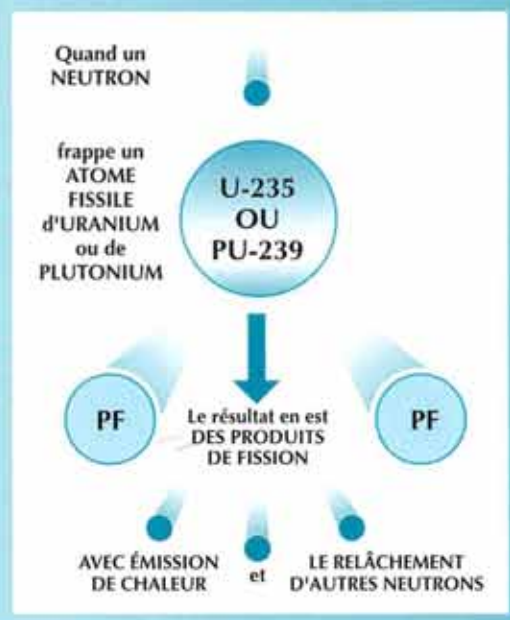 Quand un
NEUTRON
frappe un
ATOME
FISSILE
d'URANIUM
ou de
PLUTONIUM
U-235
OU
PU-239
PF
Le résultat en est
DES PRODUITS
DE FISSION
PF
AVEC ÉMISSION
DE CHALEUR
et
LE RELÂCHEMENT
D'AUTRES NEUTRONS